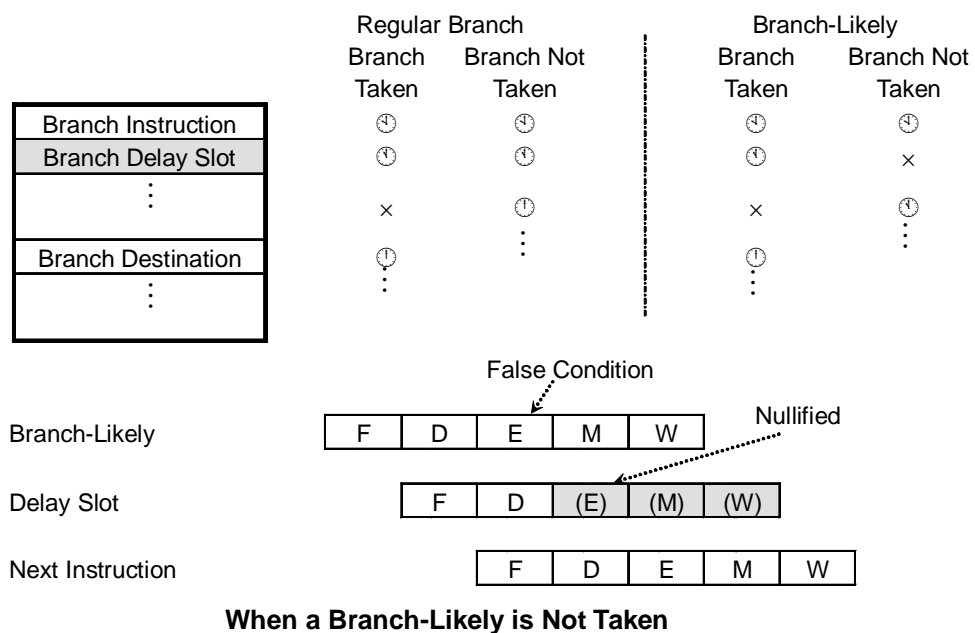 Regular Branch
Branch-Likely
Branch Taken
Branch Not Taken
Branch Taken
Branch Not Taken
Branch Instruction
Branch Delay Slot
×
×
Branch Destination
×
False Condition
Nullified
Branch-Likely
F D E M W
Delay Slot
F D (E) (M) (W)
Next Instruction
F D E M W
When a Branch-Likely is Not Taken